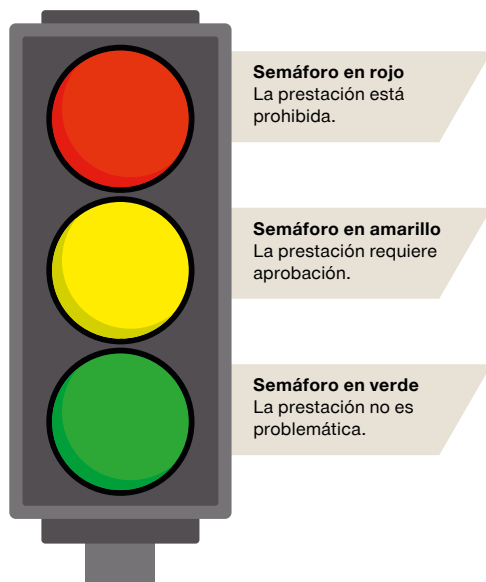 Semáforo en rojo
La prestación está
prohibida.
Semáforo en amarillo
La prestación requiere
aprobación.
Semáforo en verde
La prestación no es
problemática.